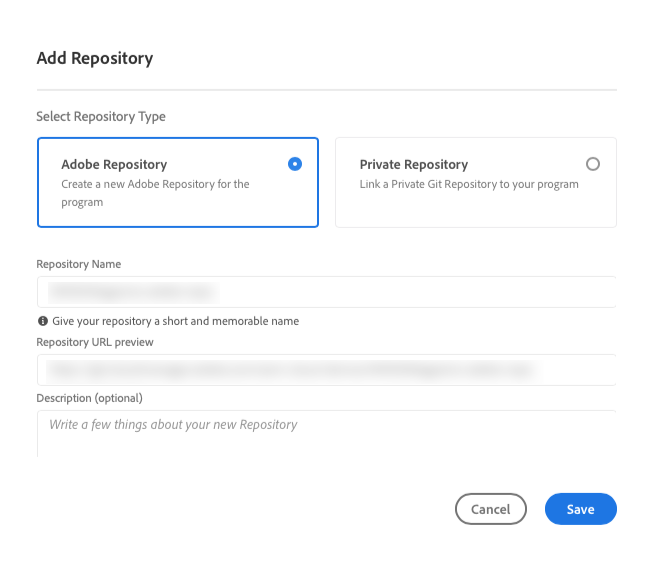 Add Repository
Select Repository Type
Adobe Repository
Create a new Adobe Repository for the
program
Private Repository
Link a Private Git Repository to your program
Repository Name
Give your repository a short and memorable name
Repository URL preview
Description (optional)
Write a few things about your new Repository
Cancel
Save